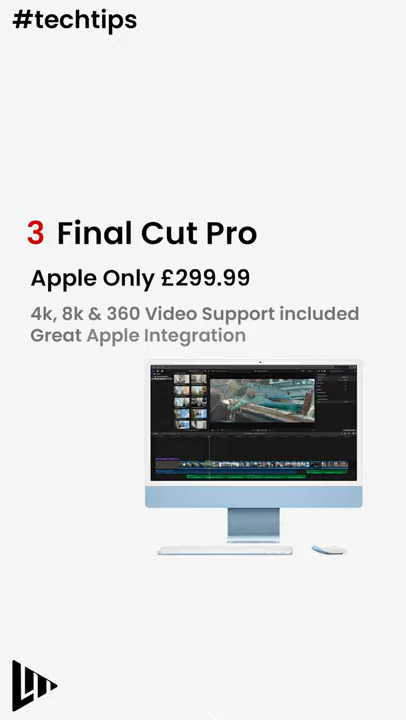 #techtips
3 Final Cut Pro
Apple Only £299.99
4k, 8k & 360 Video Support included
Great Apple Integration